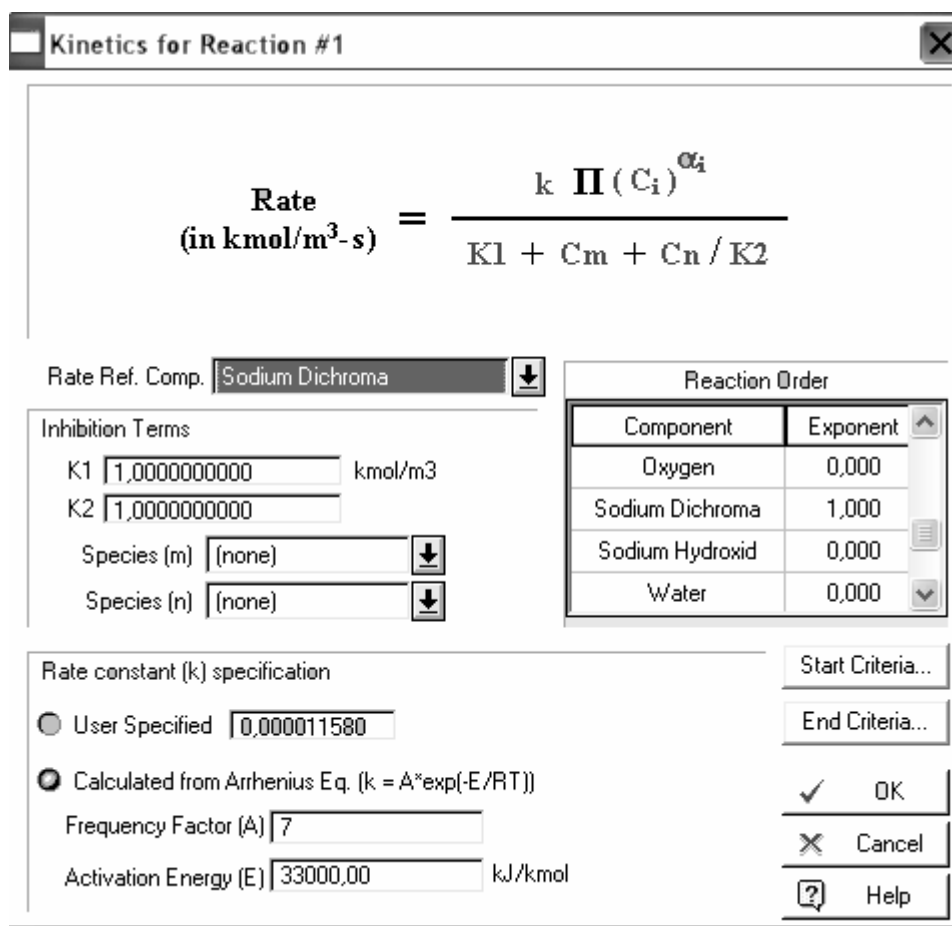 Kinetics for Reaction #1
Rate
(in kmol/m³-s)
=
k Π (Cᵢ)^αᵢ
K1 + Cm + Cn / K2
Rate Ref. Comp. Sodium Dichroma
Inhibition Terms
K1 1,0000000000 kmol/m3
K2 1,0000000000
Species (m) (none)
Species (n) (none)
Reaction Order
Component Exponent
Oxygen 0,000
Sodium Dichroma 1,000
Sodium Hydroxid 0,000
Water 0,000
Rate constant (k) specification
User Specified 0,000011580
Calculated from Arrhenius Eq. (k = A*exp(-E/RT))
Frequency Factor (A) 7
Activation Energy (E) 33000,00 kJ/kmol
Start Criteria...
End Criteria...
OK
Cancel
Help